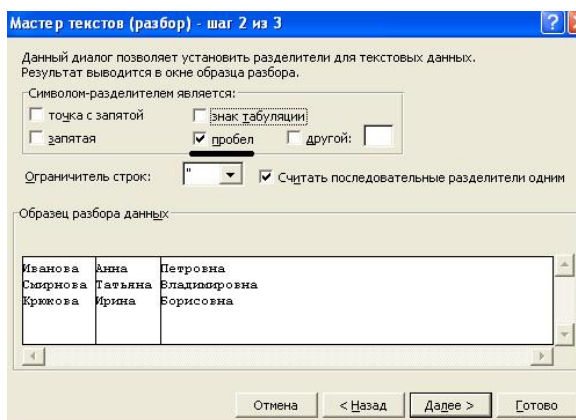 Мастер текстов (разбор) - шаг 2 из 3
Данный диалог позволяет установить разделители для текстовых данных.
Результат выводится в окне образца разбора.
Символом-разделителем является:
точка с запятой знак табуляции
запятая пробел другой:
Ограничитель строк: " Считать последовательные разделители одним
Образец разбора данных
Иванова Анна Петровна
Смирнова Татьяна Владимировна
Крюкова Ирина Борисовна
Отмена < Назад Далее > Готово